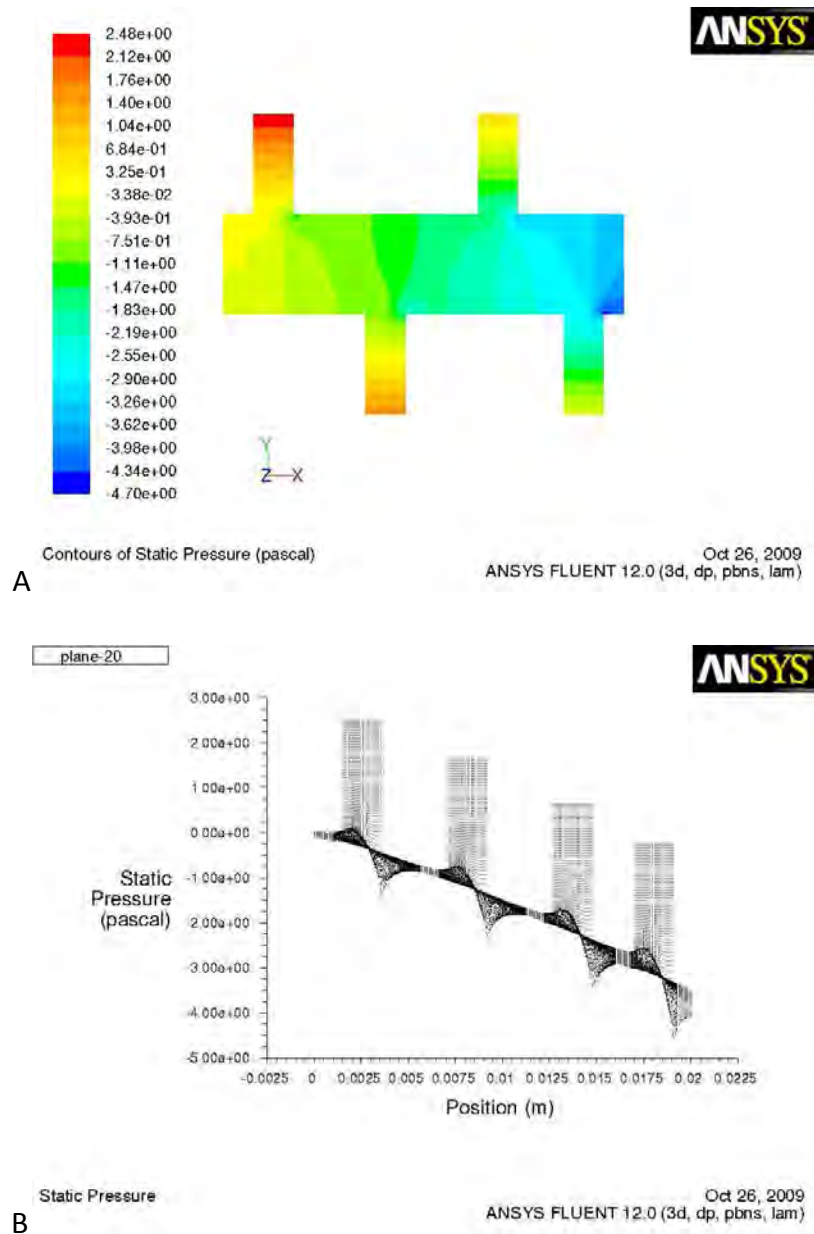 ANSYS
2.48e+00
2.12e+00
1.76e+00
1.40e+00
1.04e+00
6.84e-01
3.25e-01
-3.38e-02
-3.93e-01
-7.51e-01
-1.11e+00
-1.47e+00
-1.83e+00
-2.19e+00
-2.55e+00
-2.90e+00
-3.26e+00
-3.62e+00
-3.98e+00
-4.34e+00
-4.70e+00
Y
Z X
Contours of Static Pressure (pascal)
Oct 26, 2009
ANSYS FLUENT 12.0 (3d, dp, pbns, lam)
A
plane-20
ANSYS
3.00e+00
2.00e+00
1.00e+00
0.00e+00
-1.00e+00
-2.00e+00
-3.00e+00
-4.00e+00
-5.00e+00
Static
Pressure
(pascal)
-0.0025 0 0.0025 0.005 0.0075 0.01 0.0125 0.015 0.0175 0.02 0.0225
Position (m)
Static Pressure
Oct 26, 2009
ANSYS FLUENT 12.0 (3d, dp, pbns, lam)
B